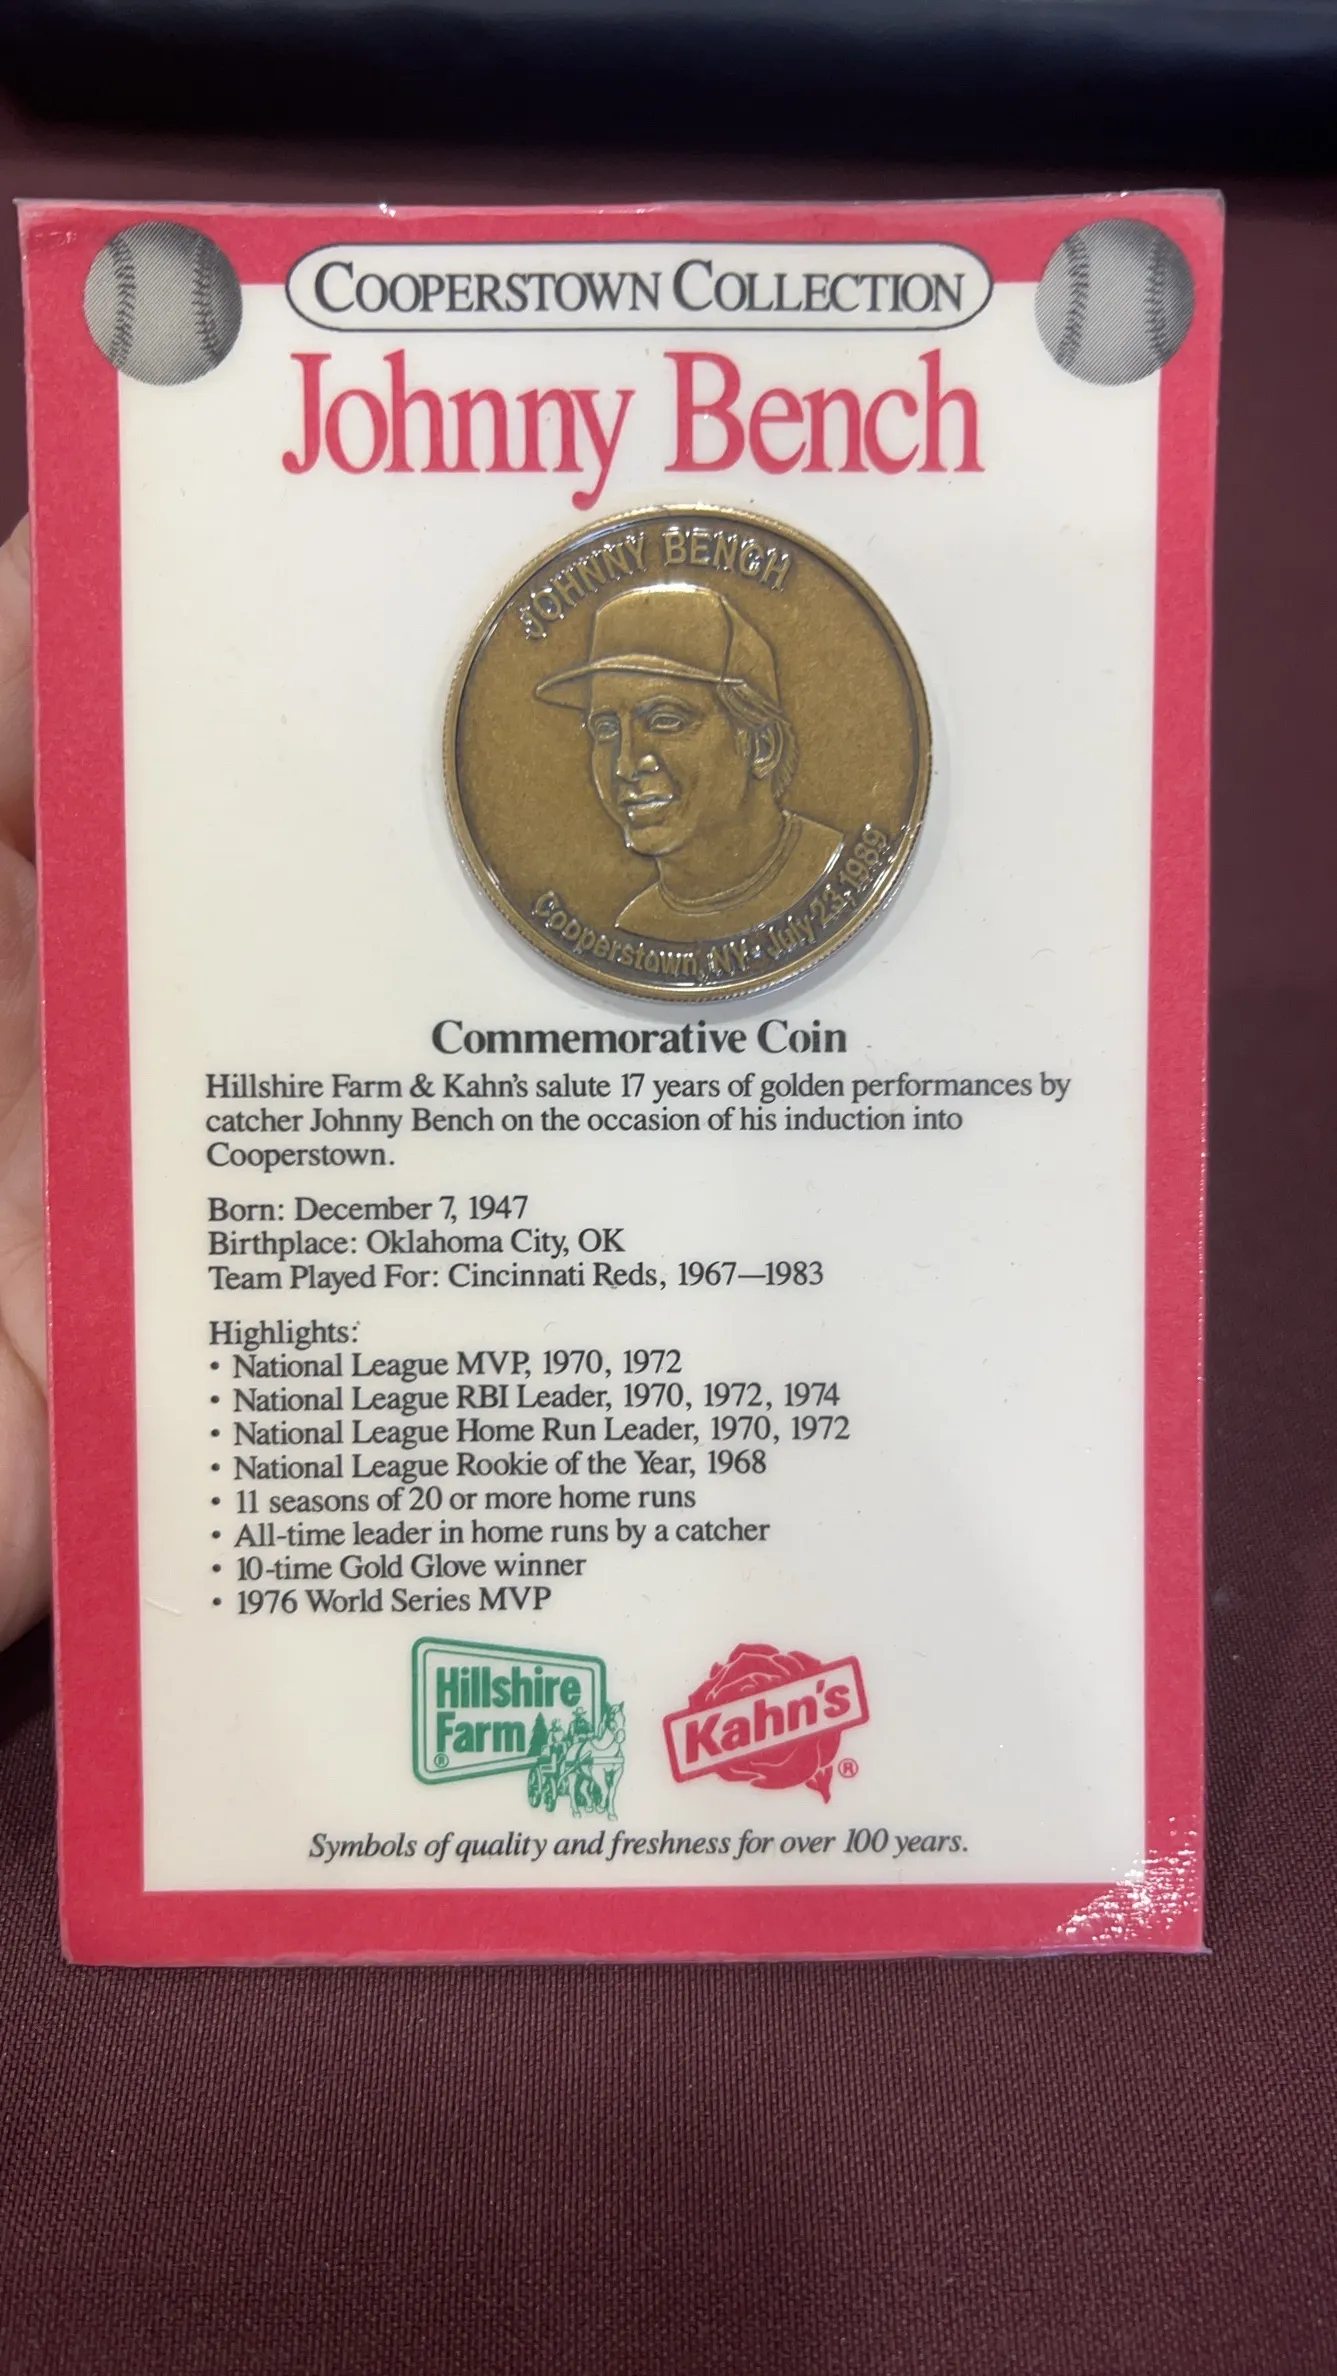 COOPERSTOWN COLLECTION
Johnny Bench
JOHNNY BENCH
Cooperstown, NY • July 23, 1989
Commemorative Coin
Hillshire Farm & Kahn's salute 17 years of golden performances by
catcher Johnny Bench on the occasion of his induction into
Cooperstown.
Born: December 7, 1947
Birthplace: Oklahoma City, OK
Team Played For: Cincinnati Reds, 1967—1983
Highlights:
• National League MVP, 1970, 1972
• National League RBI Leader, 1970, 1972, 1974
• National League Home Run Leader, 1970, 1972
• National League Rookie of the Year, 1968
• 11 seasons of 20 or more home runs
• All-time leader in home runs by a catcher
• 10-time Gold Glove winner
• 1976 World Series MVP
Hillshire
Farm
®
Kahn's
®
Symbols of quality and freshness for over 100 years.